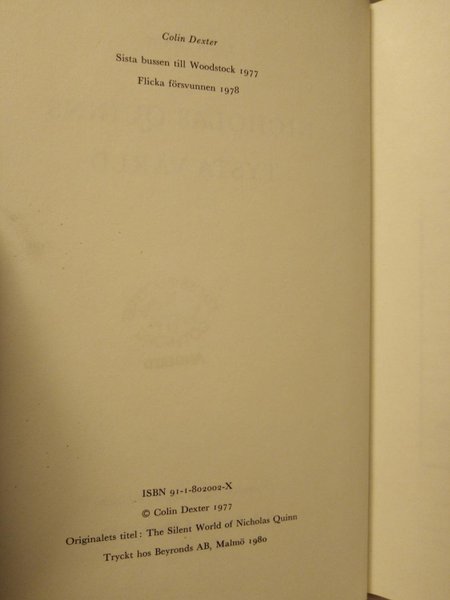 Colin Dexter
Sista bussen till Woodstock 1977
Flicka försvunnen 1978
ISBN 91-1-802002-X
© Colin Dexter 1977
Originalets titel: The Silent World of Nicholas Quinn
Tryckt hos Beyronds AB, Malmö 1980